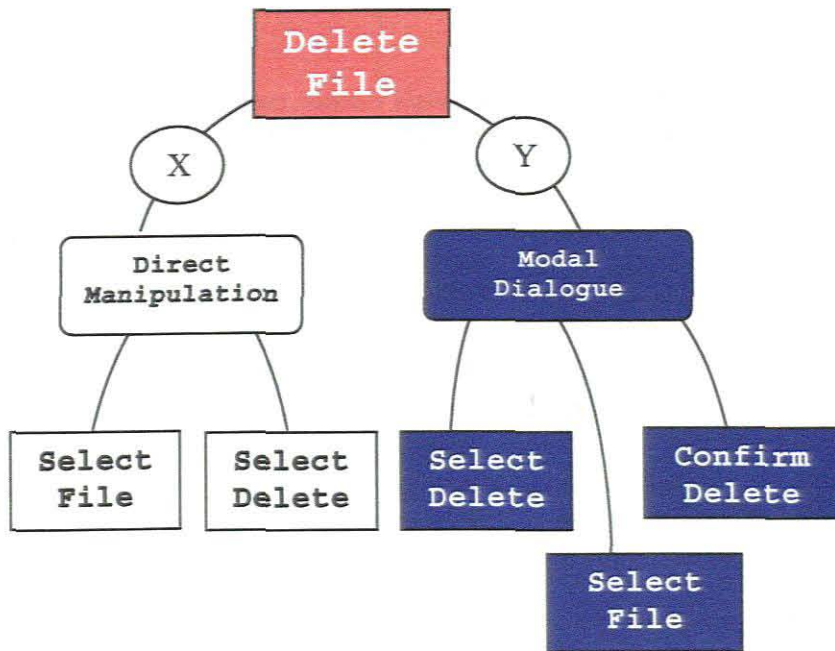 Delete
File
X
Y
Direct
Manipulation
Modal
Dialogue
Select
File
Select
Delete
Select
Delete
Confirm
Delete
Select
File